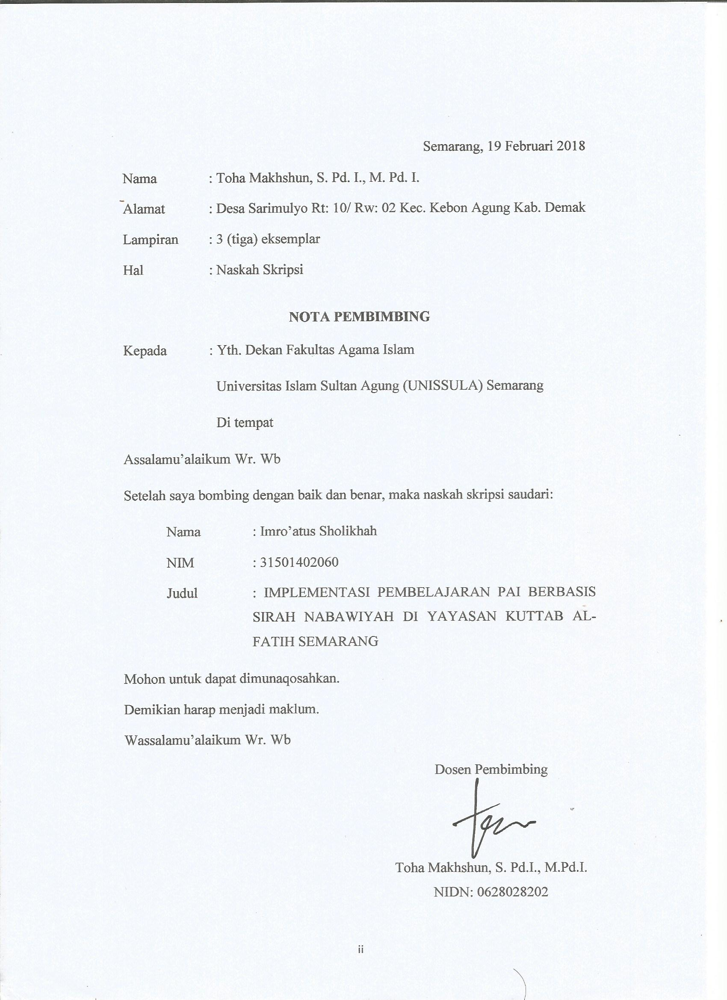 Semarang, 19 Februari 2018
Nama : Toha Makhshun, S. Pd. I., M. Pd. I.
Alamat : Desa Sarimulyo Rt: 10/ Rw: 02 Kec. Kebon Agung Kab. Demak
Lampiran : 3 (tiga) eksemplar
Hal : Naskah Skripsi
NOTA PEMBIMBING
Kepada : Yth. Dekan Fakultas Agama Islam
Universitas Islam Sultan Agung (UNISSULA) Semarang
Di tempat
Assalamu’alaikum Wr. Wb
Setelah saya bombing dengan baik dan benar, maka naskah skripsi saudari:
Nama : Imro’atus Sholikhah
NIM : 31501402060
Judul : IMPLEMENTASI PEMBELAJARAN PAI BERBASIS
SIRAH NABAWIYAH DI YAYASAN KUTTAB AL-
FATIH SEMARANG
Mohon untuk dapat dimunaqosahkan.
Demikian harap menjadi maklum.
Wassalamu’alaikum Wr. Wb
Dosen Pembimbing
Toha Makhshun, S. Pd.I., M.Pd.I.
NIDN: 0628028202
ii